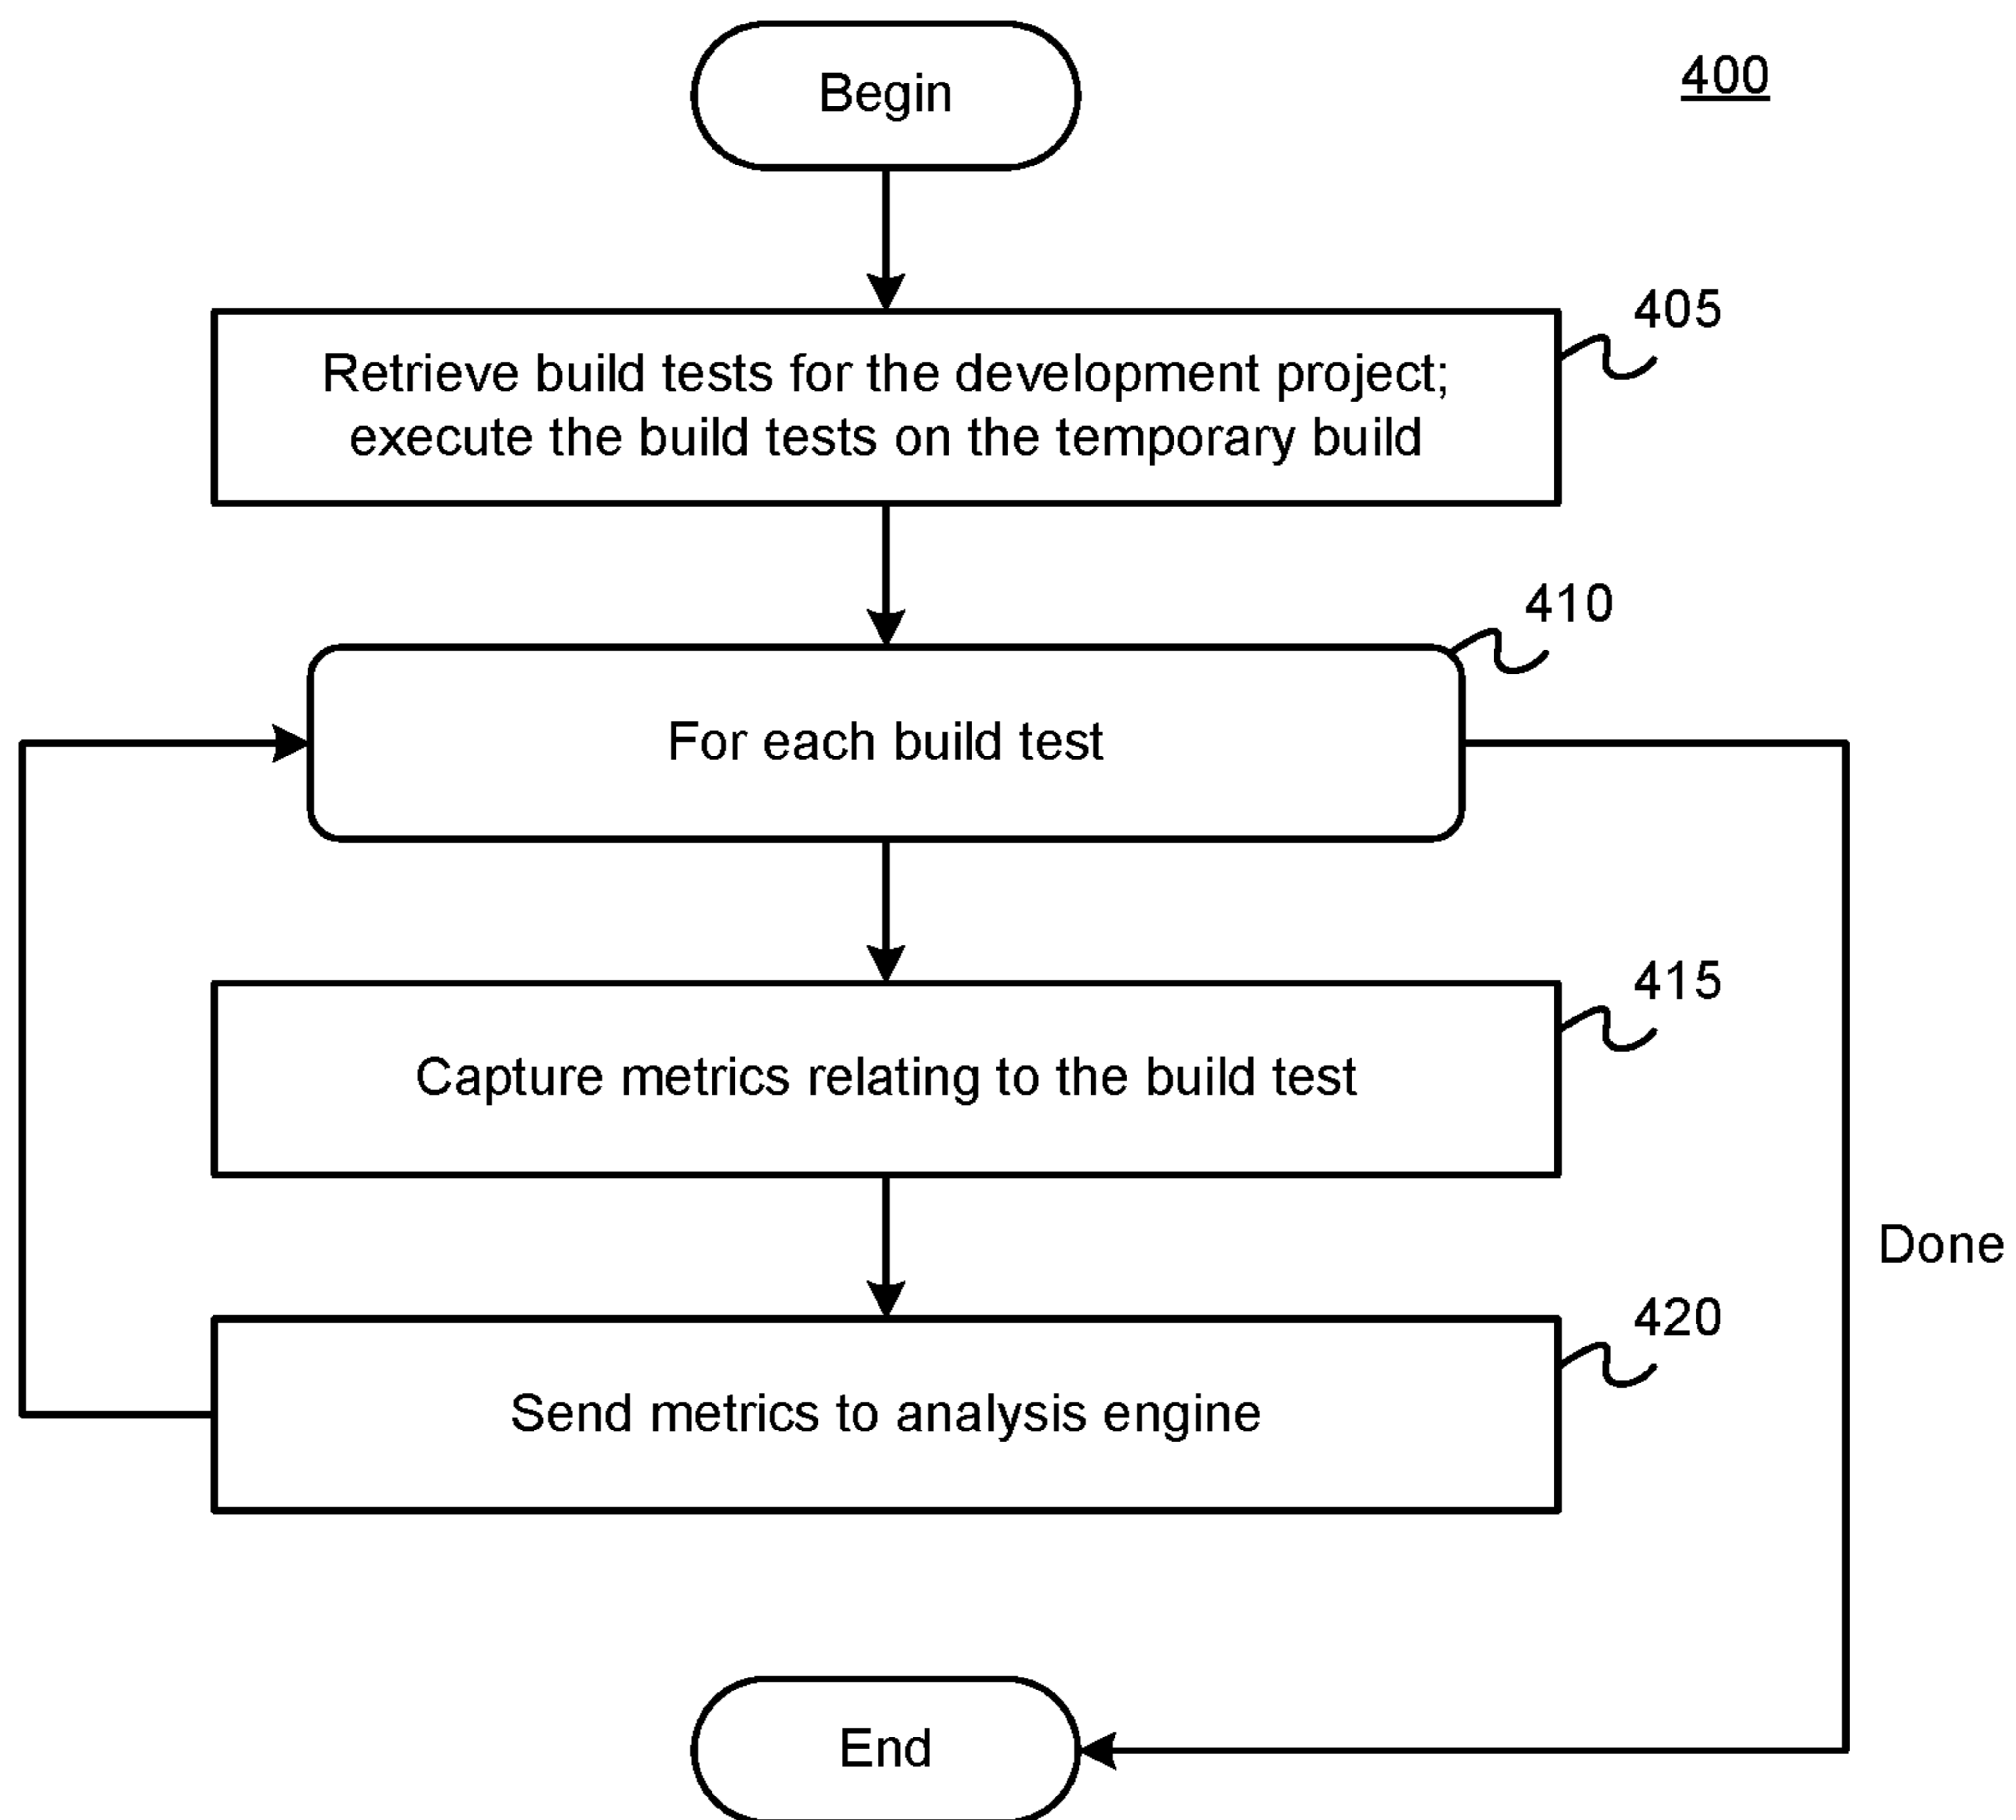 Begin
400
405
Retrieve build tests for the development project;
execute the build tests on the temporary build
410
For each build test
415
Capture metrics relating to the build test
Done
420
Send metrics to analysis engine
End